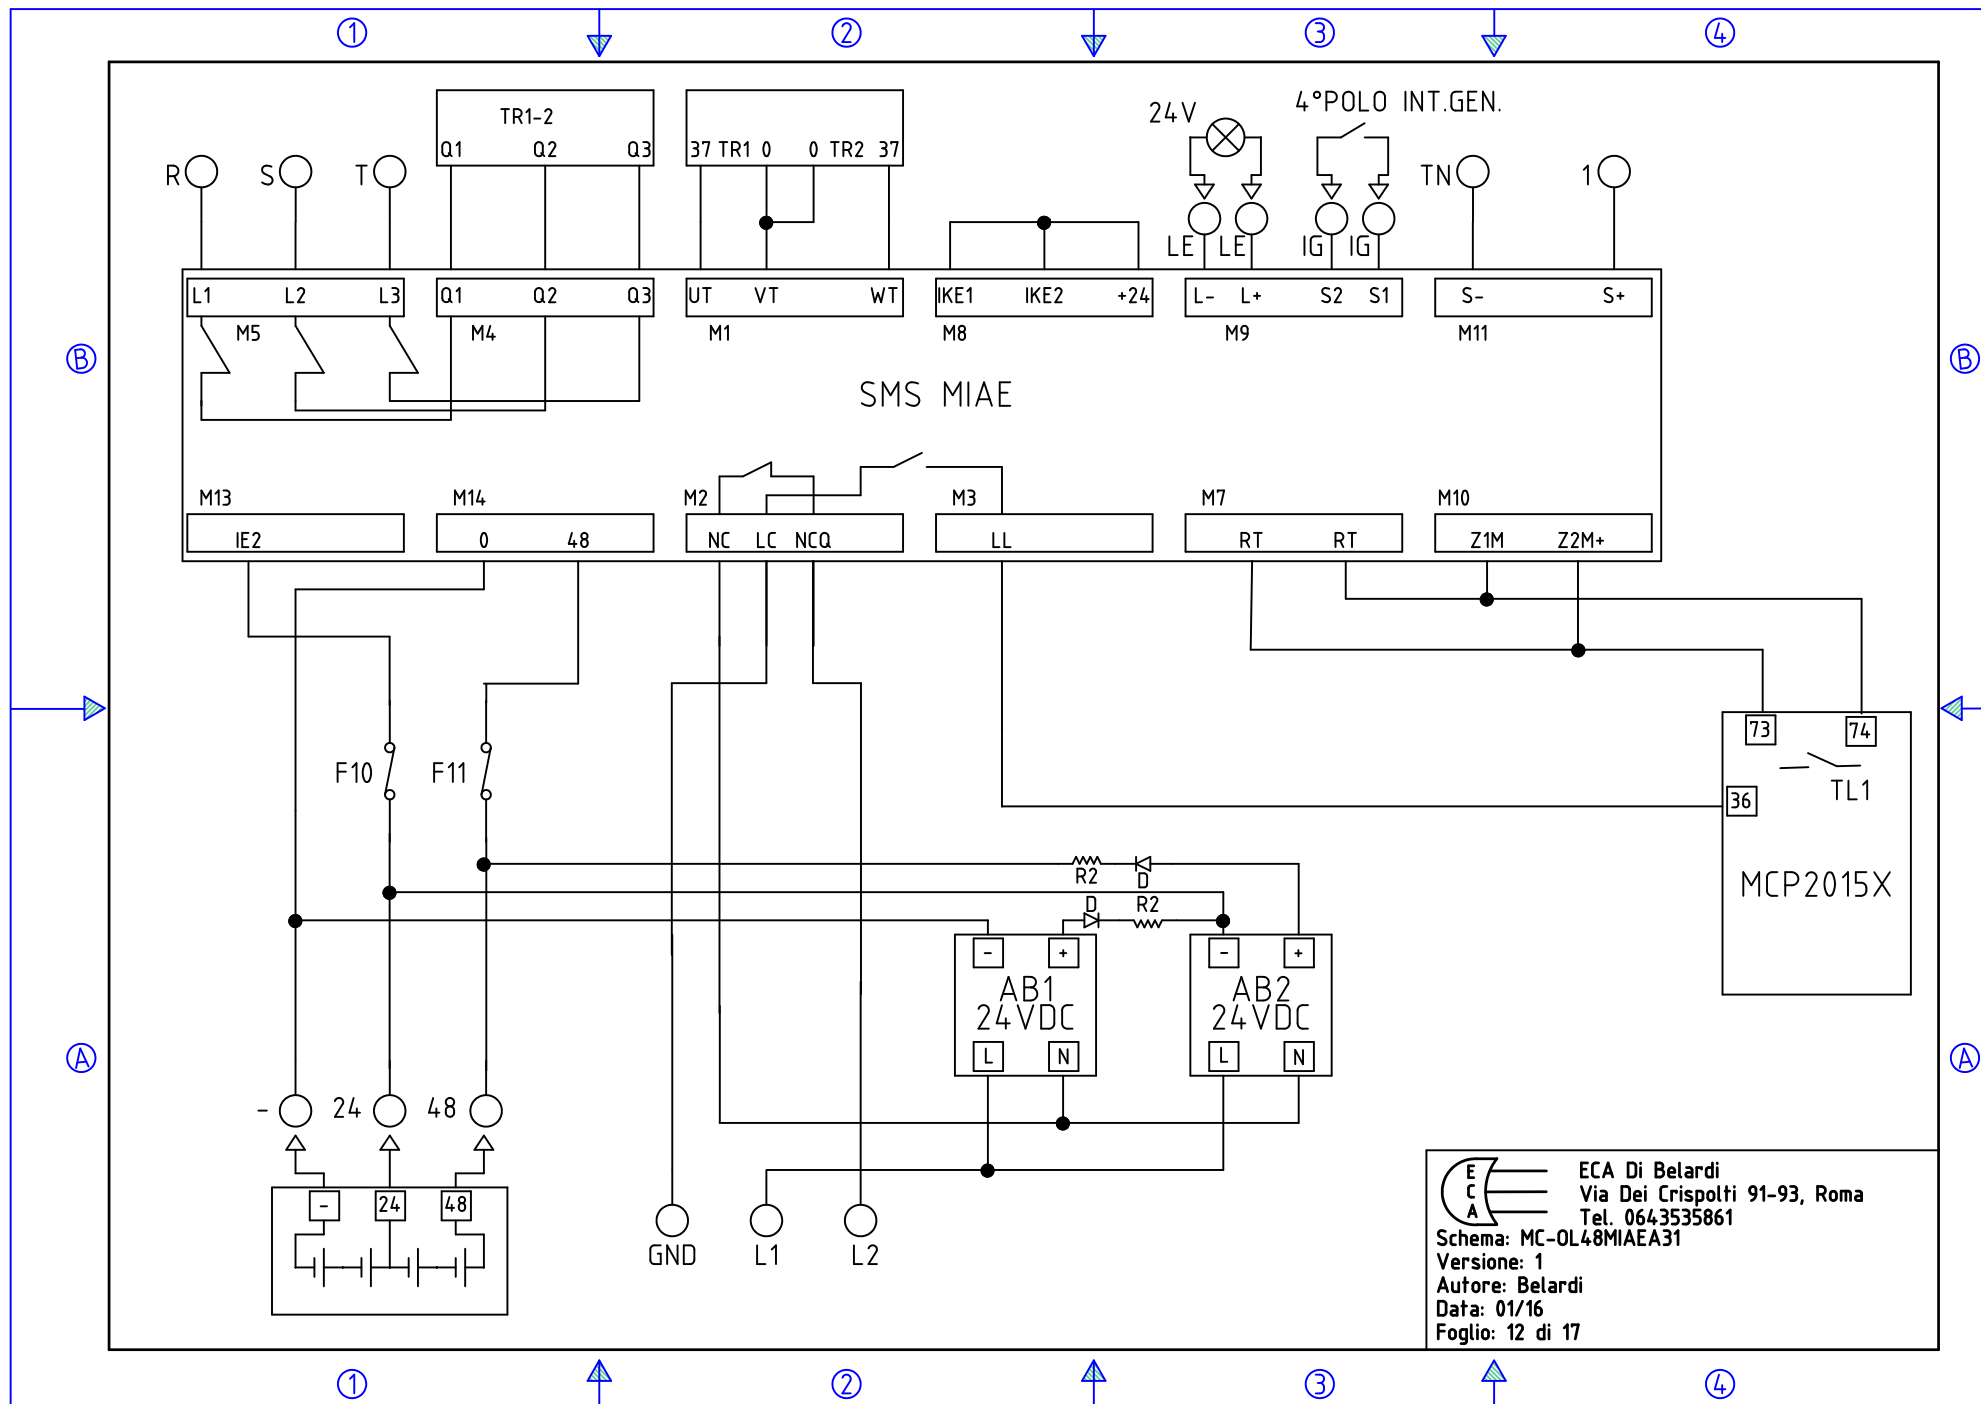 1 2 3 4
TR1-2
Q1 Q2 Q3
37 TR1 0 0 TR2 37
24V
4°POLO INT.GEN.
R S T
TN 1
LE LE IG IG
L1 L2 L3
Q1 Q2 Q3
UT VT WT
IKE1 IKE2 +24
L- L+ S2 S1
S- S+
M5 M4 M1 M8 M9 M11
B B
SMS MIAE
M13 M14 M2 M3 M7 M10
IE2
0 48
NC LC NCQ
LL
RT RT
Z1M Z2M+
73 74
F10 F11
TL1
36
MCP2015X
R2 D
D R2
- + - +
AB1
24VDC
AB2
24VDC
L N L N
A A
- 24 48
- 24 48
GND L1 L2
E
C
A
ECA Di Belardi
Via Dei Crispolti 91-93, Roma
Tel. 0643535861
Schema: MC-OL48MIAEA31
Versione: 1
Autore: Belardi
Data: 01/16
Foglio: 12 di 17
1 2 3 4